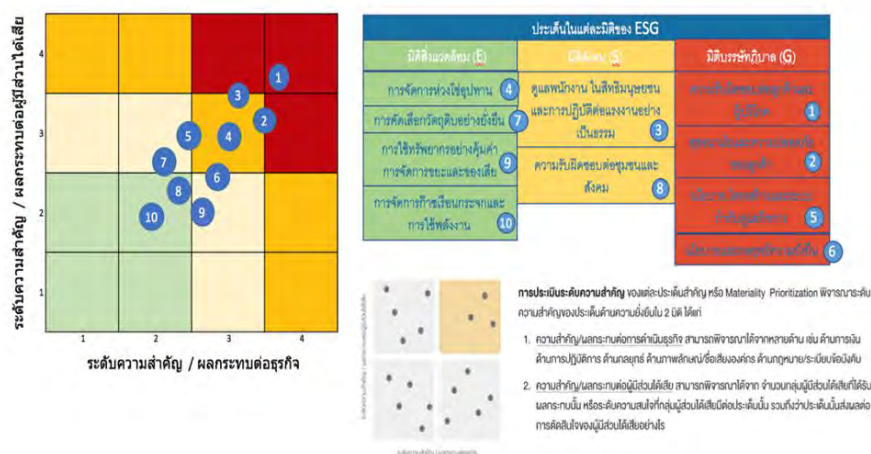 ระดับความสำคัญ / ผลกระทบต่อผู้มีส่วนได้เสีย
4
3
2
1
1
3
2
5
4
7
6
8
10
9
1
2
3
4
ระดับความสำคัญ / ผลกระทบต่อธุรกิจ
ประเด็นในแต่ละมิติของ ESG
มิติสิ่งแวดล้อม (E)
มิติสังคม (S)
มิติบรรษัทภิบาล (G)
การจัดการห่วงโซ่อุปทาน 4
การคัดเลือกวัตถุดิบอย่างยั่งยืน 7
การใช้ทรัพยากรอย่างคุ้มค่า
การจัดการขยะและของเสีย 9
การจัดการก๊าซเรือนกระจกและ
การใช้พลังงาน 10
ดูแลพนักงาน ในสิทธิมนุษยชน
และการปฏิบัติต่อแรงงานอย่าง
เป็นธรรม 3
ความรับผิดชอบต่อชุมชนและ
สังคม 8
1
2
5
6
การประเมินระดับความสำคัญ ของแต่ละประเด็นสำคัญ หรือ Materiality Prioritization พิจารณาระดับ
ความสำคัญของประเด็นด้านความยั่งยืนใน 2 มิติ ได้แก่
1. ความสำคัญ/ผลกระทบต่อการดำเนินธุรกิจ สามารถพิจารณาได้จากหลายด้าน เช่น ด้านการเงิน
ด้านการปฏิบัติการ ด้านกลยุทธ์ ด้านภาพลักษณ์/ชื่อเสียงองค์กร ด้านกฎหมาย/ระเบียบข้อบังคับ
2. ความสำคัญ/ผลกระทบต่อผู้มีส่วนได้เสีย สามารถพิจารณาได้จาก จำนวนกลุ่มผู้มีส่วนได้เสียที่ได้รับ
ผลกระทบนั้น หรือระดับความสนใจที่กลุ่มผู้มีส่วนได้เสียมีต่อประเด็นนั้น รวมถึงว่าประเด็นนั้นส่งผลต่อ
การตัดสินใจของผู้มีส่วนได้เสียอย่างไร